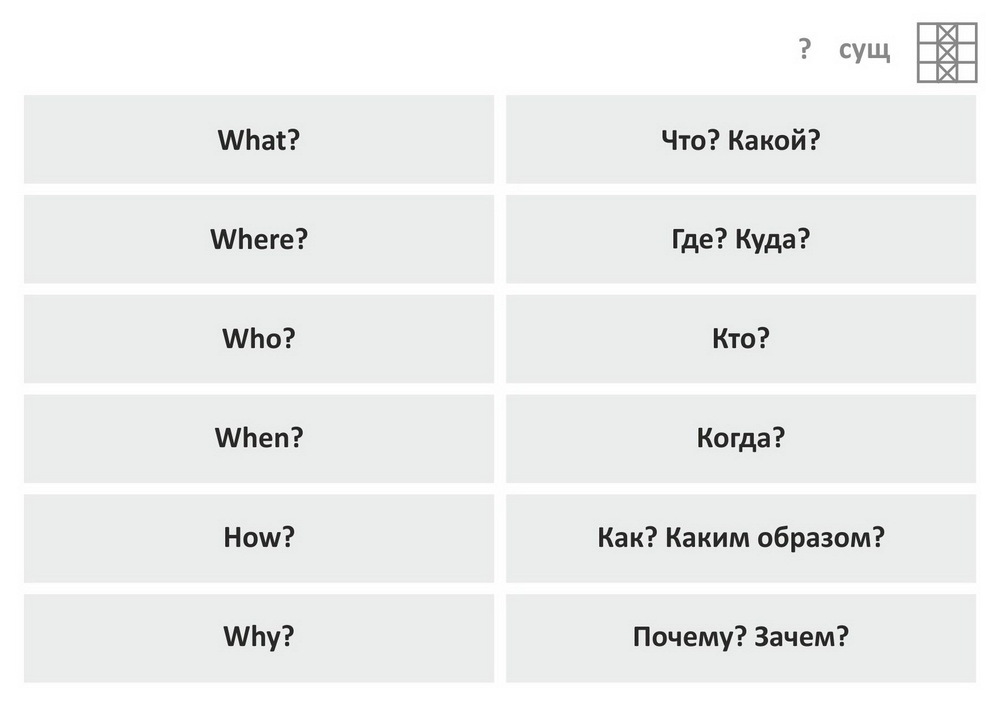 ? сущ
What? Что? Какой?
Where? Где? Куда?
Who? Кто?
When? Когда?
How? Как? Каким образом?
Why? Почему? Зачем?